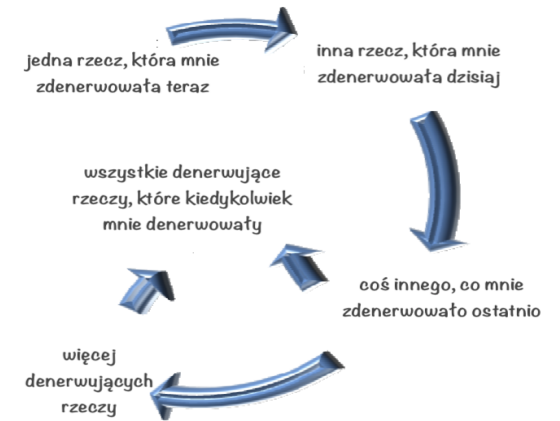 jedna rzecz, która mnie
zdenerwowała teraz
inna rzecz, która mnie
zdenerwowała dzisiaj
coś innego, co mnie
zdenerwowało ostatnio
więcej
denerwujących
rzeczy
wszystkie denerwujące
rzeczy, które kiedykolwiek
mnie denerwowały